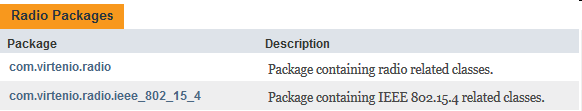 Radio Packages
Package Description
com.virtenio.radio Package containing radio related classes.
com.virtenio.radio.ieee_802_15_4 Package containing IEEE 802.15.4 related classes.